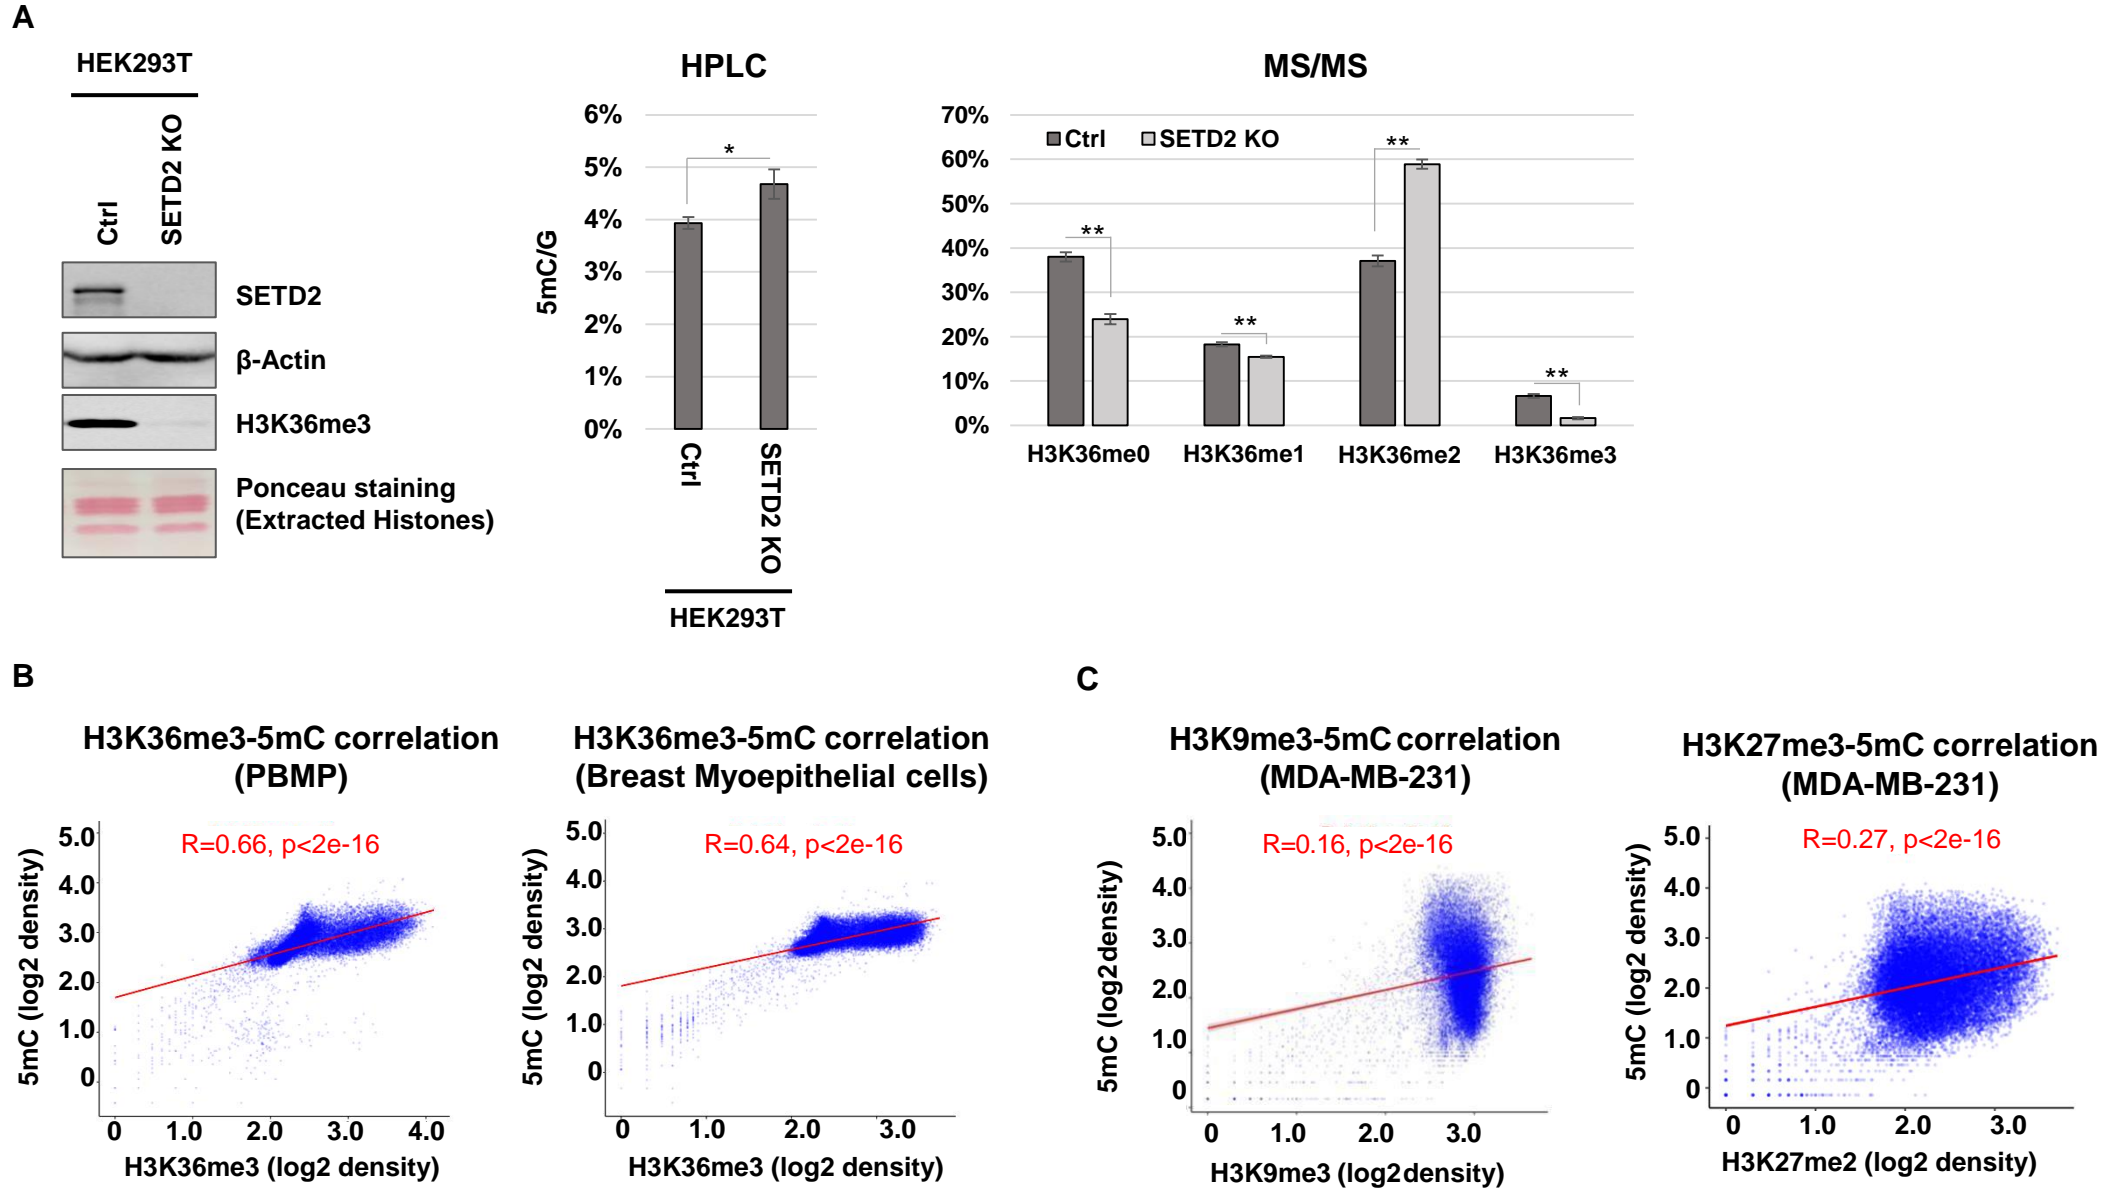 A
HEK293T
Ctrl
SETD2 KO
SETD2
β-Actin
H3K36me3
Ponceau staining
(Extracted Histones)
HPLC
5mC/G
6%
5%
4%
3%
2%
1%
0%
*
Ctrl
SETD2 KO
HEK293T
MS/MS
70%
60%
50%
40%
30%
20%
10%
0%
Ctrl
SETD2 KO
**
**
**
**
H3K36me0
H3K36me1
H3K36me2
H3K36me3
B
H3K36me3-5mC correlation
(PBMP)
R=0.66, p<2e-16
5mC (log2 density)
5.0
4.0
3.0
2.0
1.0
0
0 1.0 2.0 3.0 4.0
H3K36me3 (log2 density)
H3K36me3-5mC correlation
(Breast Myoepithelial cells)
R=0.64, p<2e-16
5mC (log2 density)
5.0
4.0
3.0
2.0
1.0
0
0 1.0 2.0 3.0
H3K36me3 (log2 density)
C
H3K9me3-5mC correlation
(MDA-MB-231)
R=0.16, p<2e-16
5mC (log2 density)
5.0
4.0
3.0
2.0
1.0
0
0 1.0 2.0 3.0
H3K9me3 (log2 density)
H3K27me3-5mC correlation
(MDA-MB-231)
R=0.27, p<2e-16
5mC (log2 density)
5.0
4.0
3.0
2.0
1.0
0
0 1.0 2.0 3.0
H3K27me2 (log2 density)